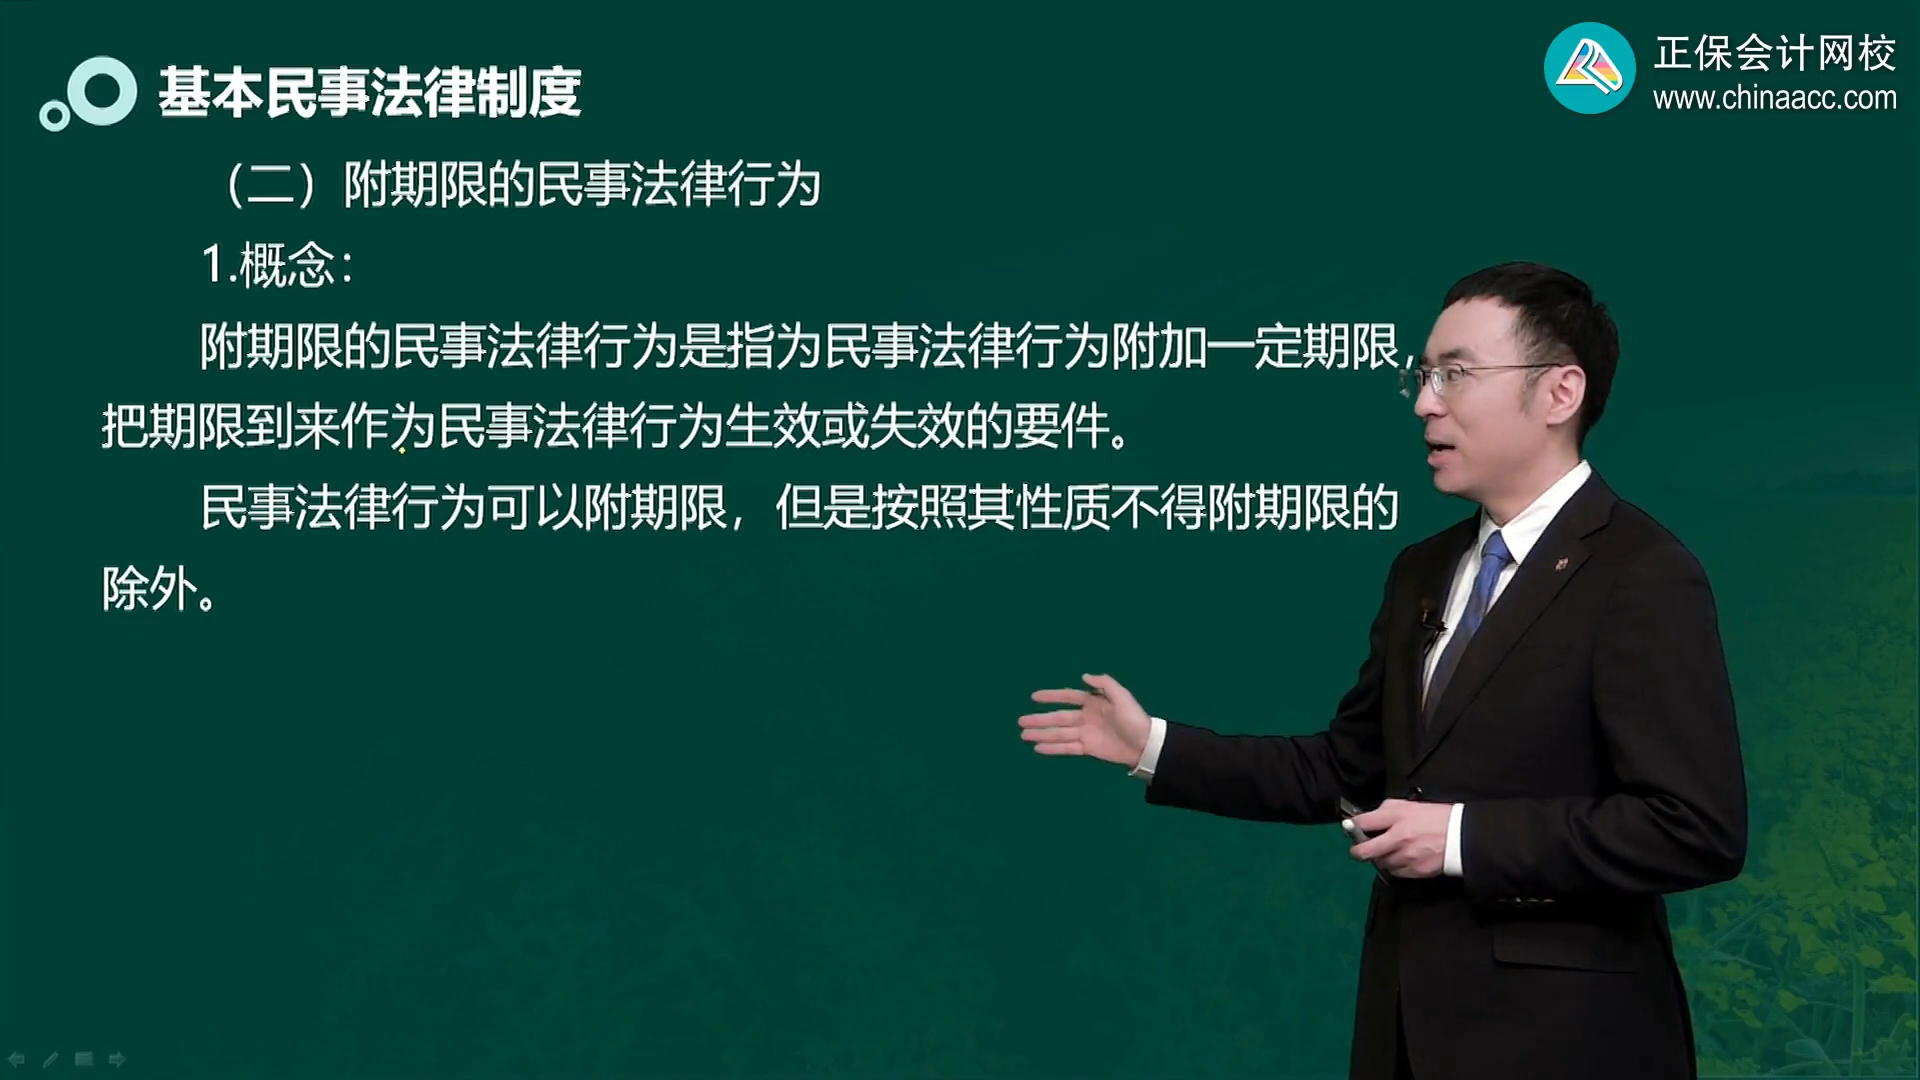 正保会计网校
www.chinaacc.com
基本民事法律制度
（二）附期限的民事法律行为
1.概念：
附期限的民事法律行为是指为民事法律行为附加一定期限，
把期限到来作为民事法律行为生效或失效的要件。
民事法律行为可以附期限，但是按照其性质不得附期限的
除外。